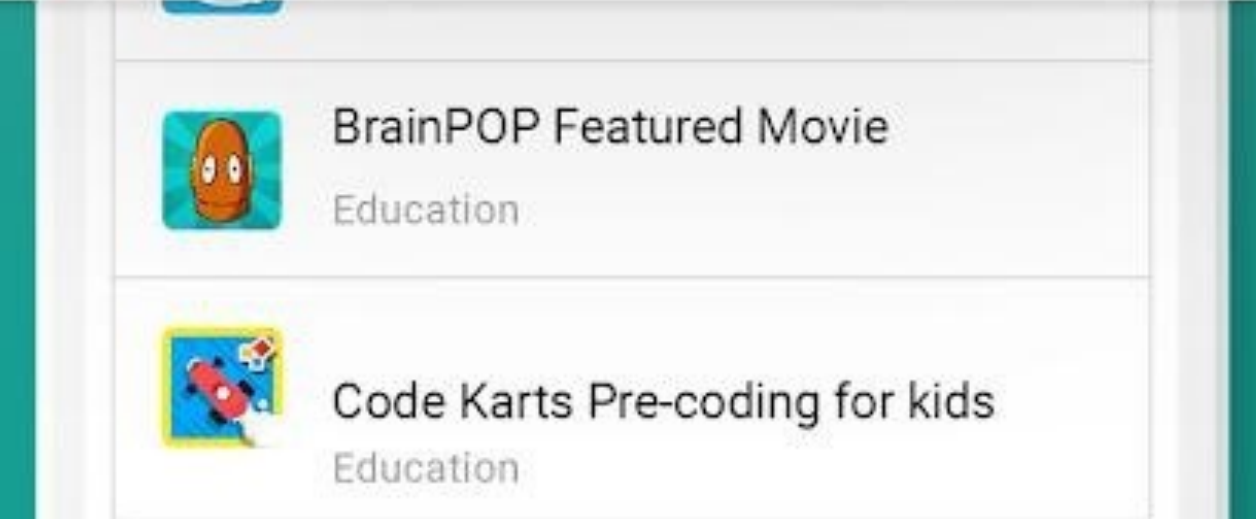 BrainPOP Featured Movie
Education
Code Karts Pre-coding for kids
Education